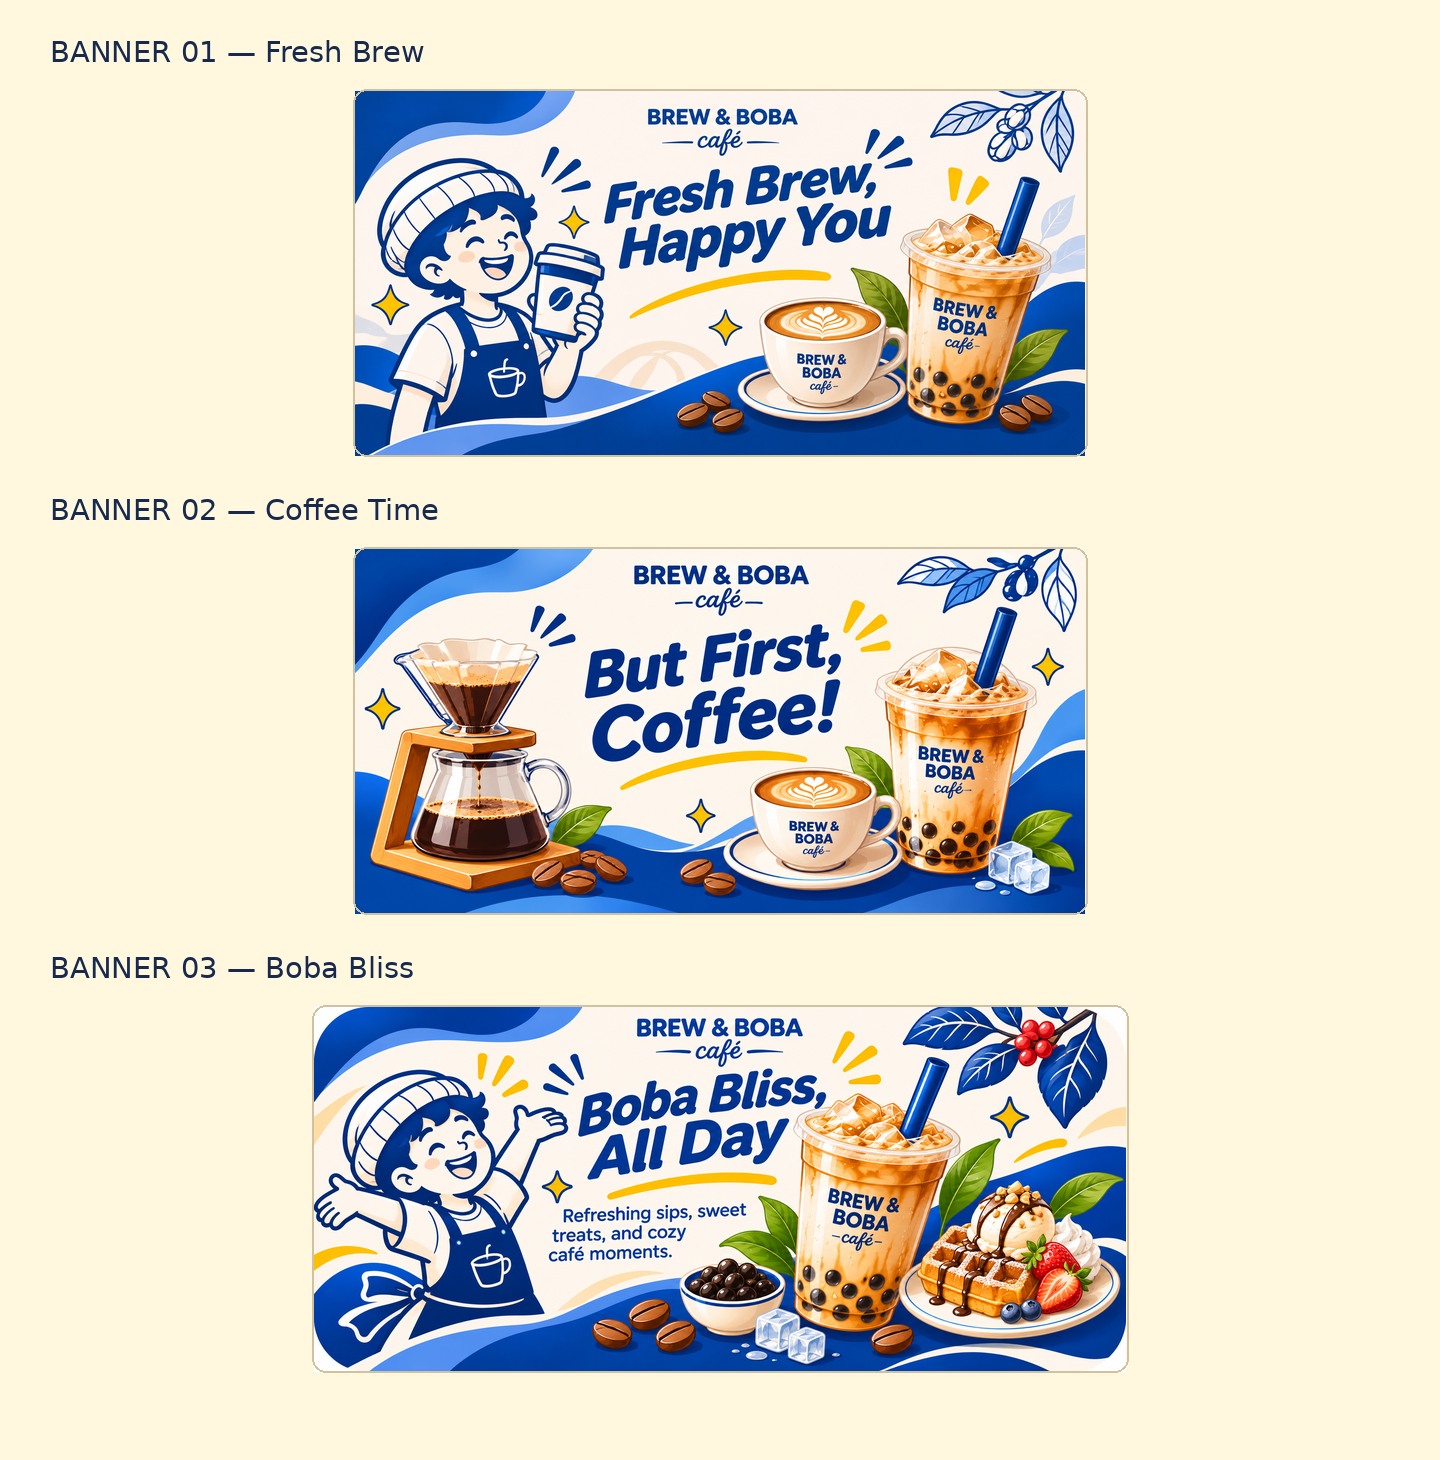 BANNER 01 — Fresh Brew
BREW & BOBA
café
Fresh Brew,
Happy You
BREW &
BOBA
café
BREW &
BOBA
café
BANNER 02 — Coffee Time
BREW & BOBA
café
But First,
Coffee!
BREW &
BOBA
café
BREW &
BOBA
café
BANNER 03 — Boba Bliss
BREW & BOBA
café
Boba Bliss,
All Day
Refreshing sips, sweet
treats, and cozy
café moments.
BREW &
BOBA
café